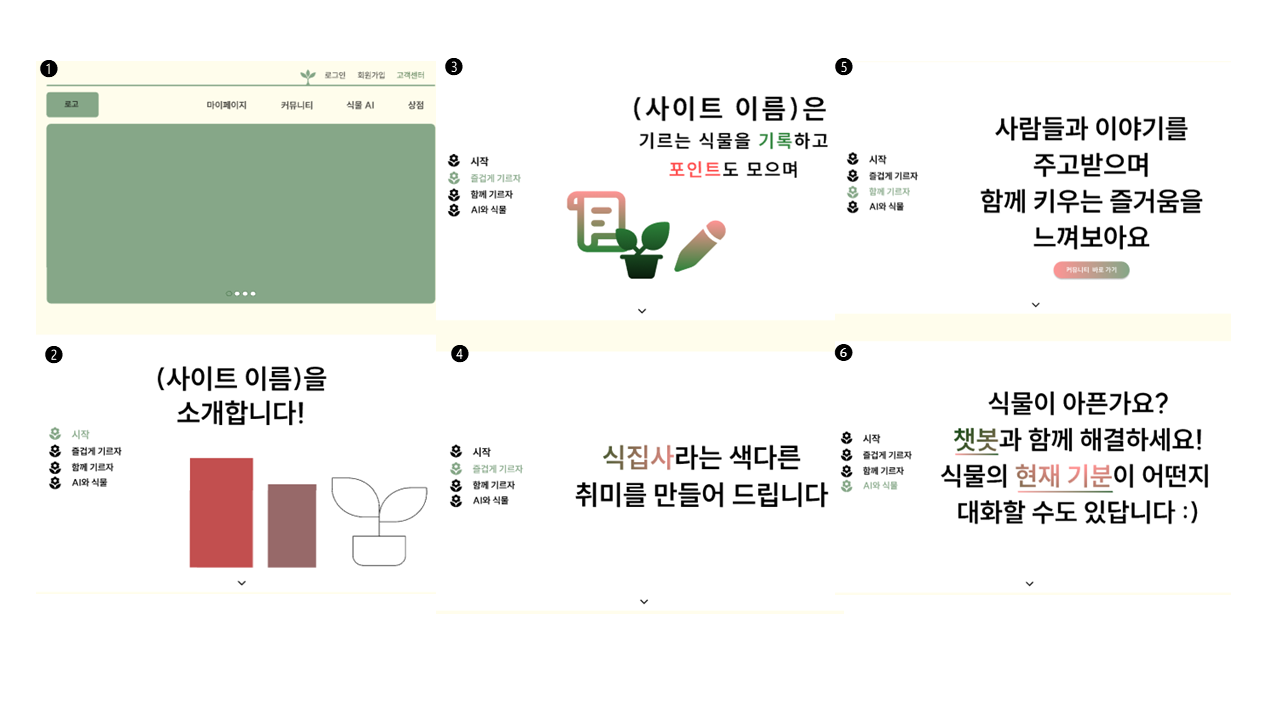 1
로그인 회원가입 고객센터
로고
마이페이지 커뮤니티 식물 AI 상점
2
(사이트 이름)을
소개합니다!
시작
즐겁게 기르자
함께 기르자
AI와 식물
3
(사이트 이름)은
기르는 식물을 기록하고
포인트도 모으며
시작
즐겁게 기르자
함께 기르자
AI와 식물
4
식집사라는 색다른
취미를 만들어 드립니다
시작
즐겁게 기르자
함께 기르자
AI와 식물
5
사람들과 이야기를
주고받으며
함께 키우는 즐거움을
느껴보아요
커뮤니티 바로 가기
시작
즐겁게 기르자
함께 기르자
AI와 식물
6
식물이 아픈가요?
챗봇과 함께 해결하세요!
식물의 현재 기분이 어떤지
대화할 수도 있답니다 :)
시작
즐겁게 기르자
함께 기르자
AI와 식물